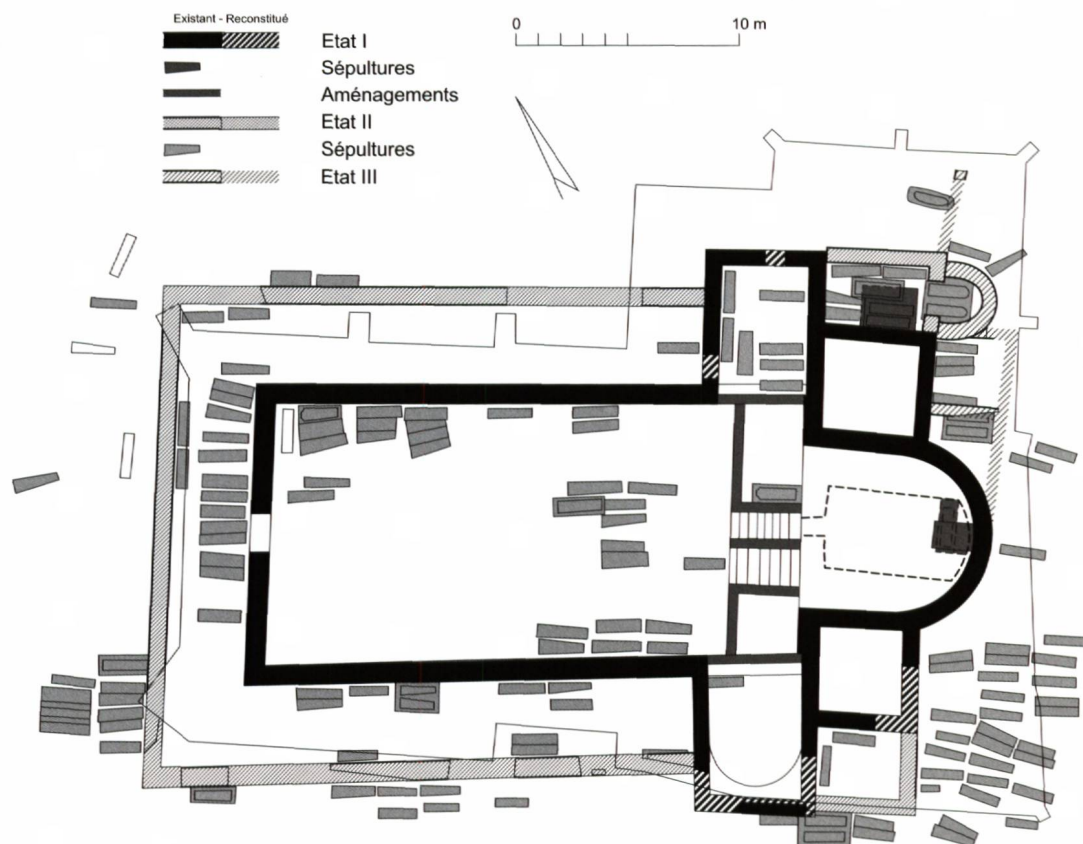 Existant - Reconstitué
Etat I
Sépultures
Aménagements
Etat II
Sépultures
Etat III
0 10 m